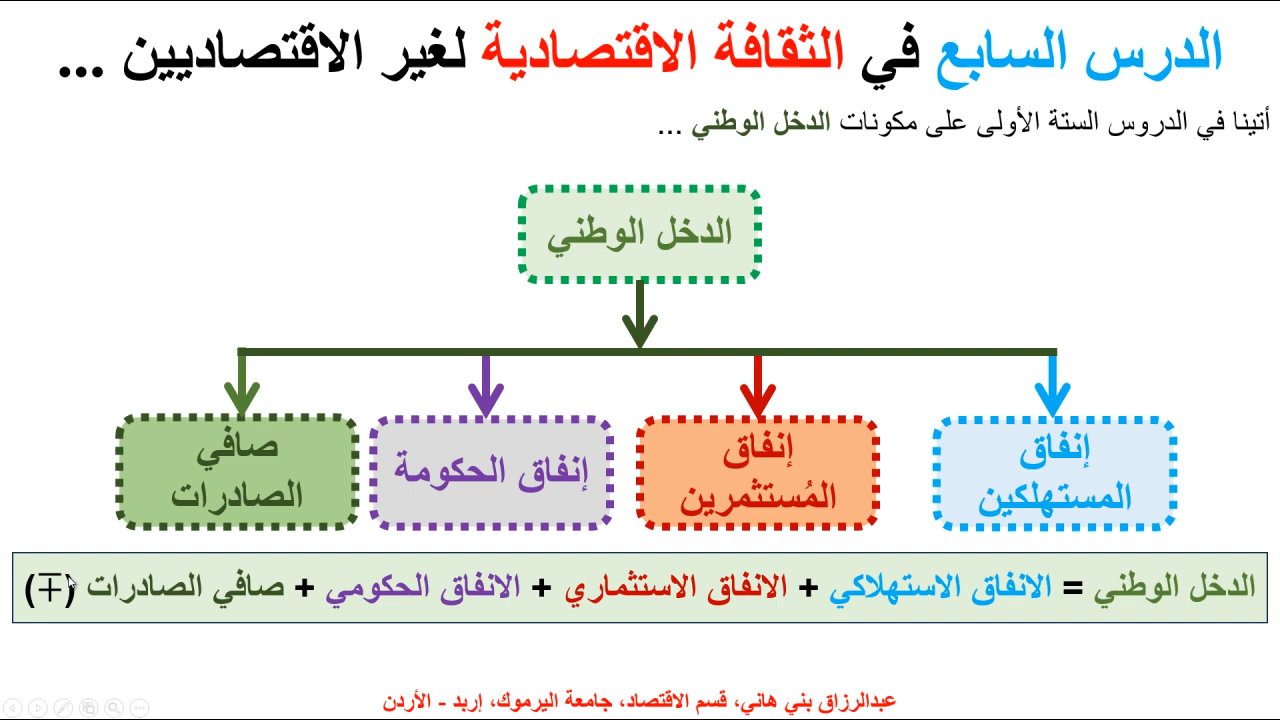 الدرس السابع في الثقافة الاقتصادية لغير الاقتصاديين ...
أتينا في الدروس الستة الأولى على مكونات الدخل الوطني ...
الدخل الوطني
إنفاق
المستهلكين
إنفاق
المُستثمرين
إنفاق الحكومة
صافي
الصادرات
الدخل الوطني = الانفاق الاستهلاكي + الانفاق الاستثماري + الانفاق الحكومي + صافي الصادرات (∓)
عبدالرزاق بني هاني، قسم الاقتصاد، جامعة اليرموك، إربد - الأردن